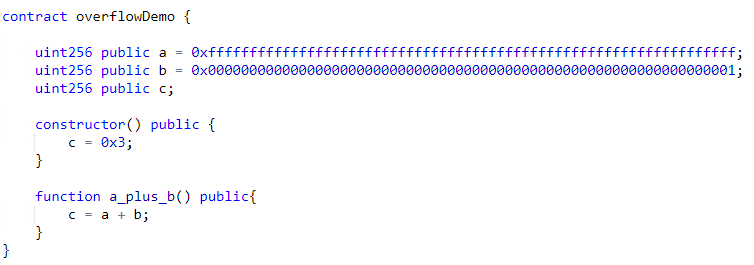 contract overflowDemo {
uint256 public a = 0xffffffffffffffffffffffffffffffffffffffffffffffffffffffffffffffff;
uint256 public b = 0x0000000000000000000000000000000000000000000000000000000000000001;
uint256 public c;
constructor() public {
c = 0x3;
}
function a_plus_b() public{
c = a + b;
}
}